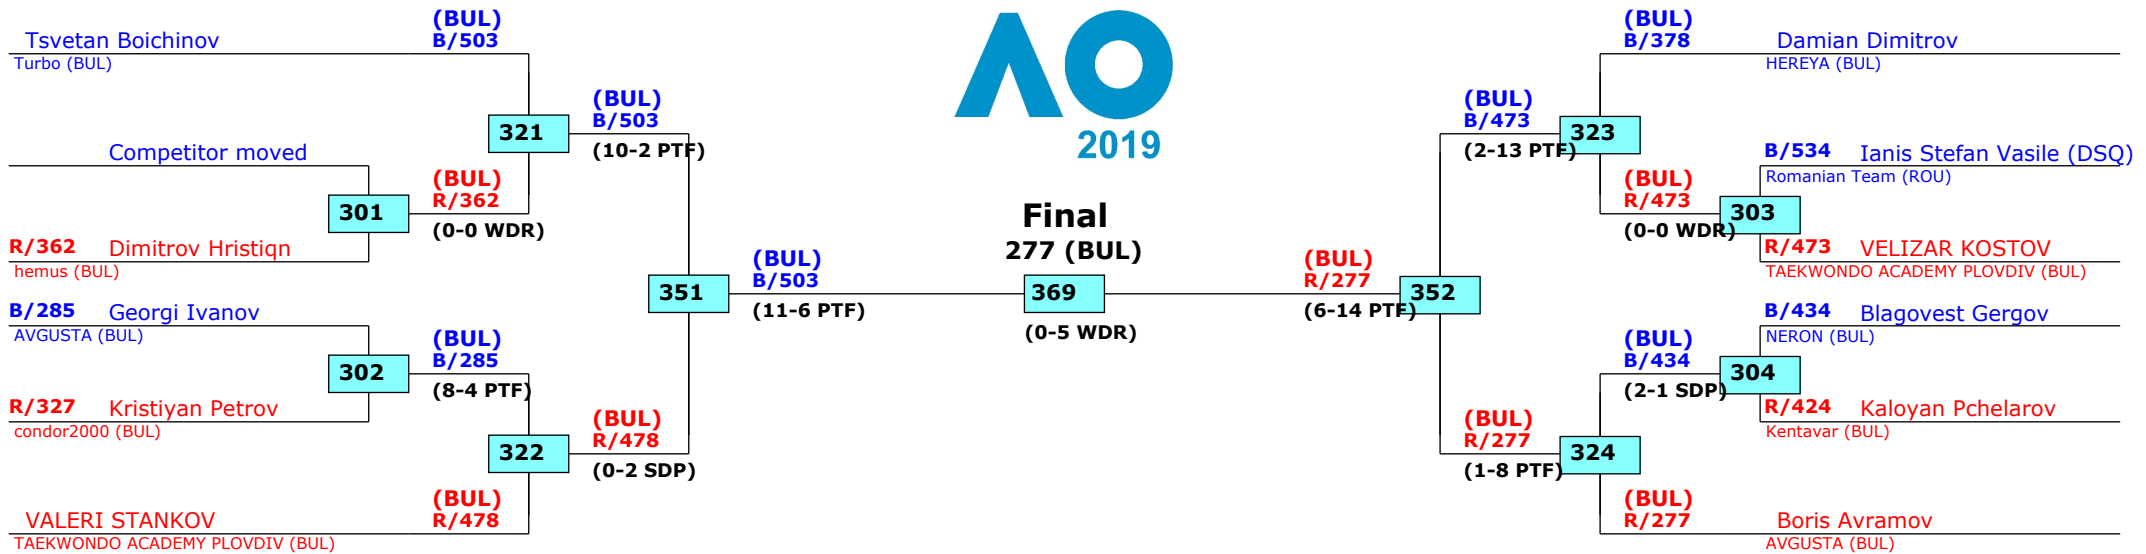 (BUL)
B/503
Tsvetan Boichinov
Turbo (BUL)
321
(BUL)
B/503
(10-2 PTF)
Competitor moved
301
(BUL)
R/362
(0-0 WDR)
R/362 Dimitrov Hristiqn
hemus (BUL)
351
(BUL)
B/503
(11-6 PTF)
B/285 Georgi Ivanov
AVGUSTA (BUL)
302
(BUL)
B/285
(8-4 PTF)
R/327 Kristiyan Petrov
condor2000 (BUL)
322
(BUL)
R/478
(0-2 SDP)
(BUL)
R/478
VALERI STANKOV
TAEKWONDO ACADEMY PLOVDIV (BUL)
AO
2019
Final
277 (BUL)
369
(0-5 WDR)
(BUL)
B/378
Damian Dimitrov
HEREYA (BUL)
(BUL)
B/473
(2-13 PTF)
323
B/534 Ianis Stefan Vasile (DSQ)
Romanian Team (ROU)
(BUL)
R/473
(0-0 WDR)
303
R/473 VELIZAR KOSTOV
TAEKWONDO ACADEMY PLOVDIV (BUL)
(BUL)
R/277
(6-14 PTF)
352
B/434 Blagovest Gergov
NERON (BUL)
(BUL)
B/434
(2-1 SDP)
304
R/424 Kaloyan Pchelarov
Kentavar (BUL)
(BUL)
R/277
(1-8 PTF)
324
(BUL)
R/277
Boris Avramov
AVGUSTA (BUL)